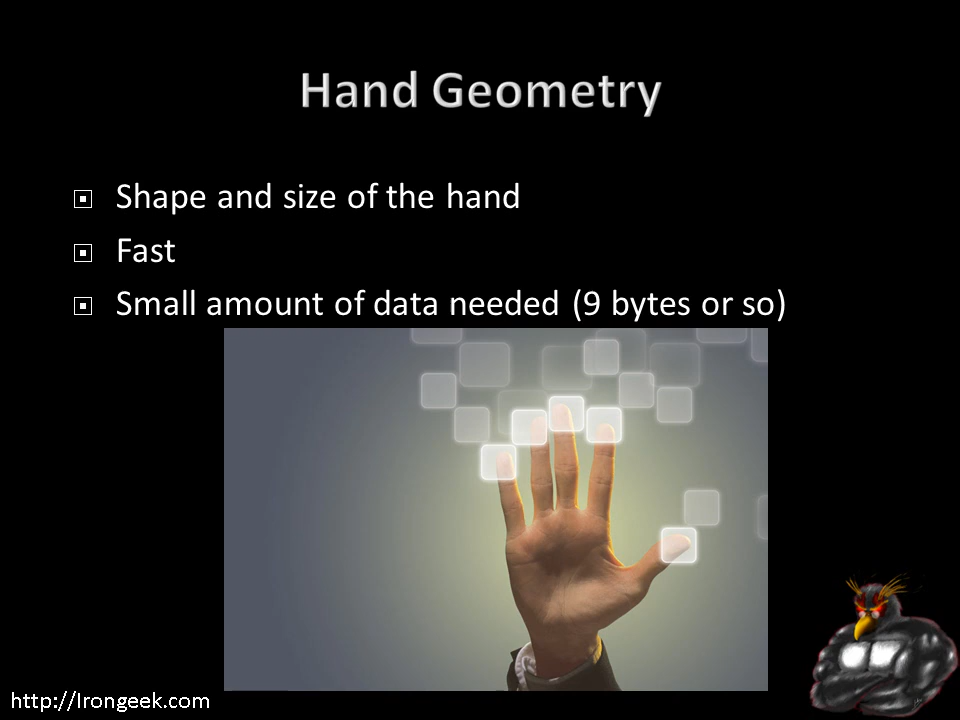 Hand Geometry
Shape and size of the hand
Fast
Small amount of data needed (9 bytes or so)
http://Irongeek.com